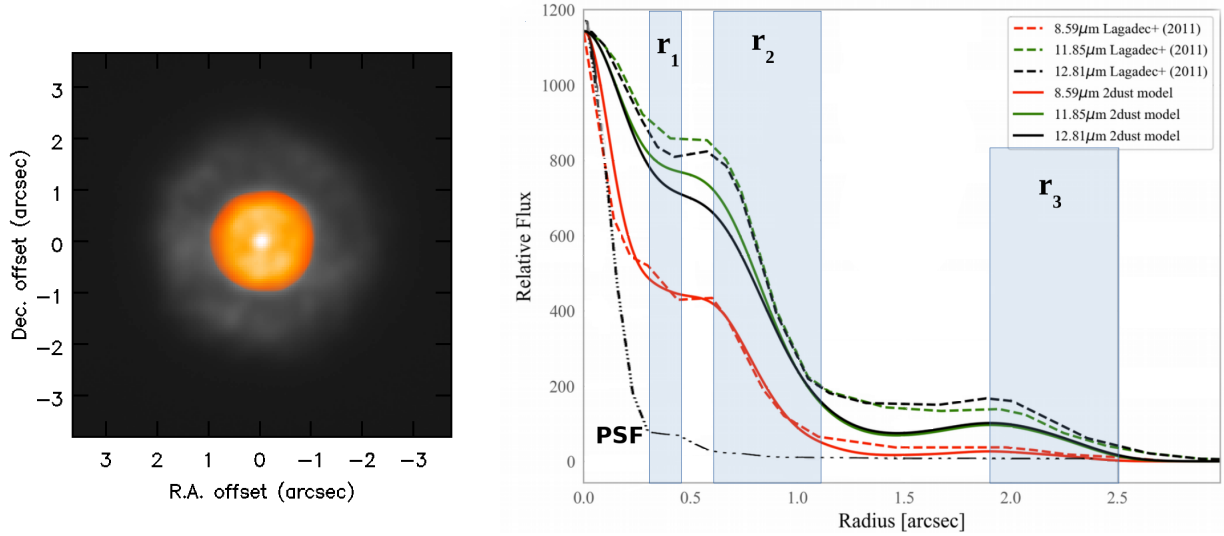 3
2
1
0
−1
−2
−3
Dec. offset (arcsec)
3 2 1 0 −1 −2 −3
R.A. offset (arcsec)
1200
1000
800
600
400
200
0
Relative Flux
r1
r2
r3
8.59μm Lagadec+ (2011)
11.85μm Lagadec+ (2011)
12.81μm Lagadec+ (2011)
8.59μm 2dust model
11.85μm 2dust model
12.81μm 2dust model
PSF
0.0 0.5 1.0 1.5 2.0 2.5
Radius [arcsec]